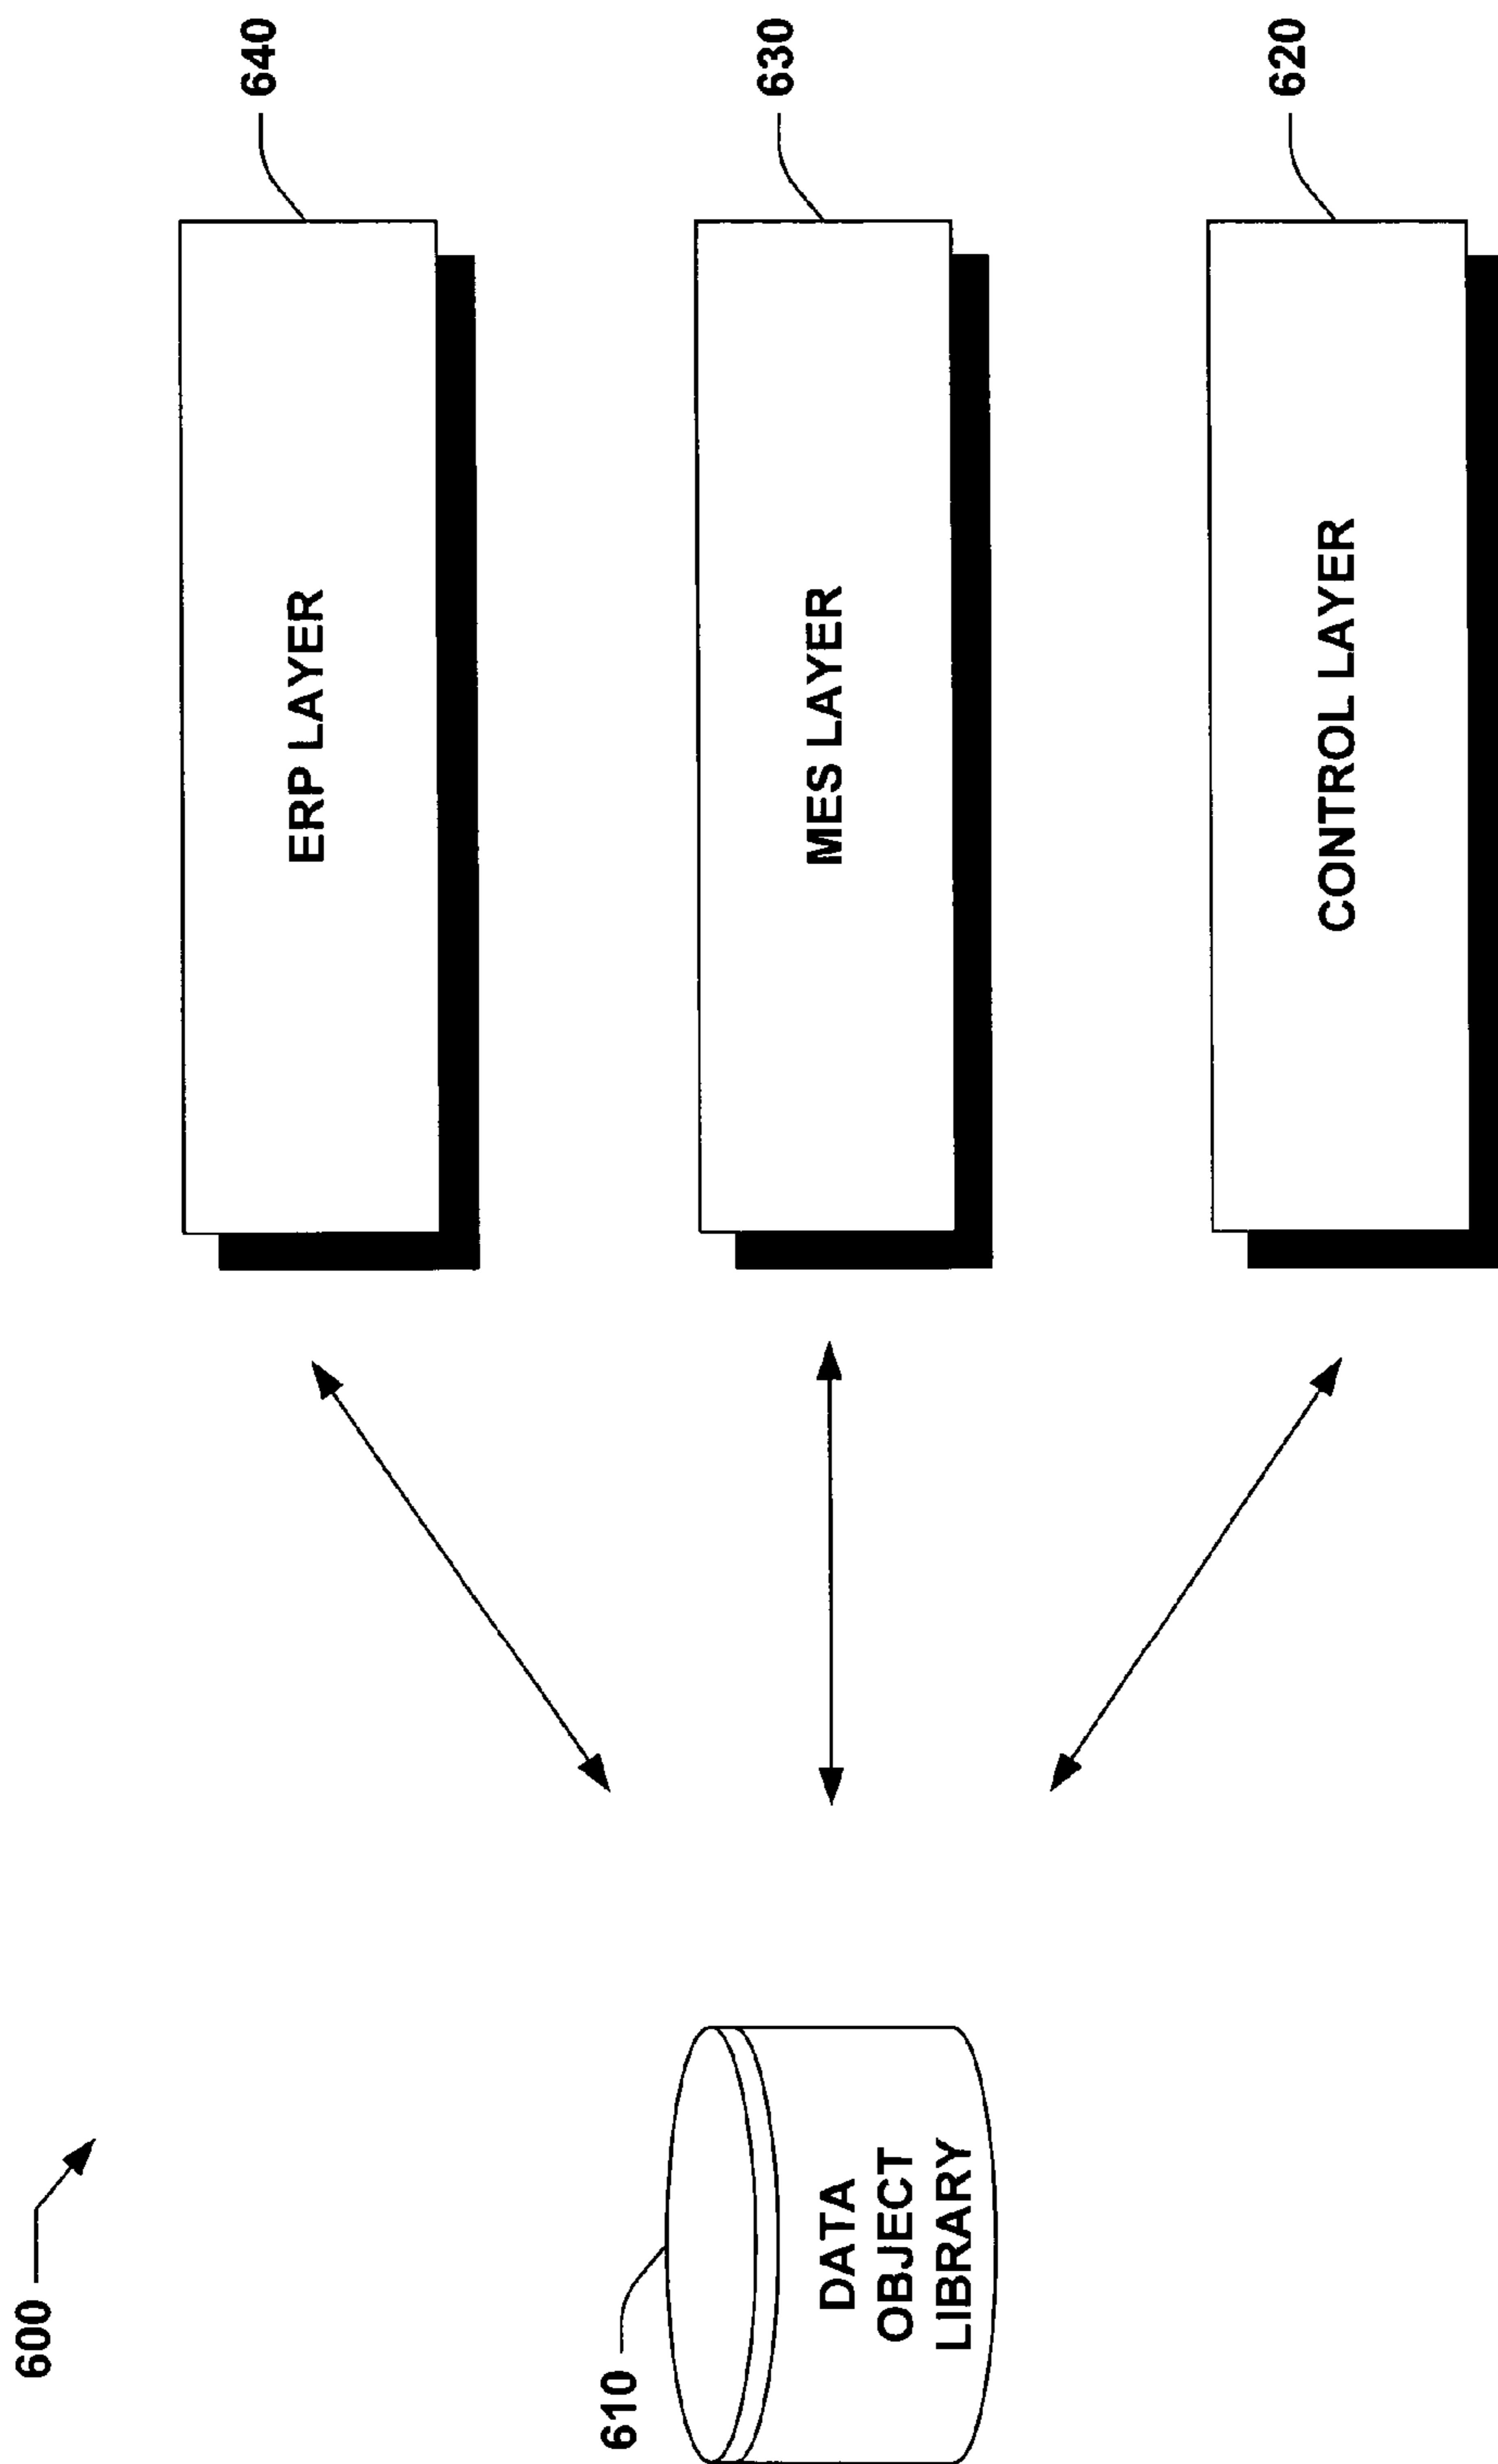 600
640
ERP LAYER
610
DATA
OBJECT
LIBRARY
630
MES LAYER
620
CONTROL LAYER